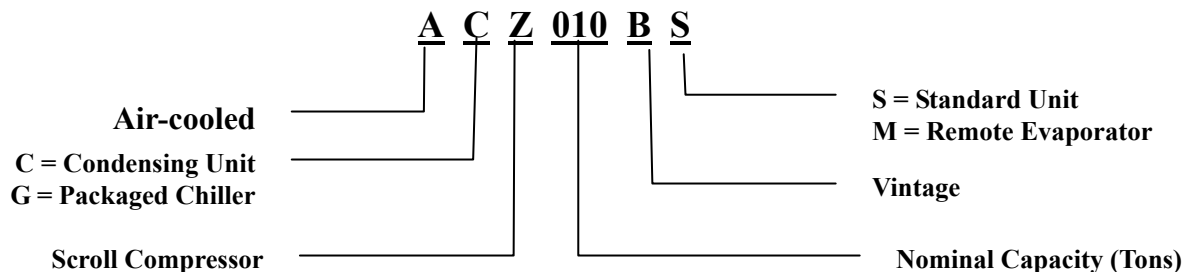 A C Z 010 B S
Air-cooled
C = Condensing Unit
G = Packaged Chiller
Scroll Compressor
S = Standard Unit
M = Remote Evaporator
Vintage
Nominal Capacity (Tons)